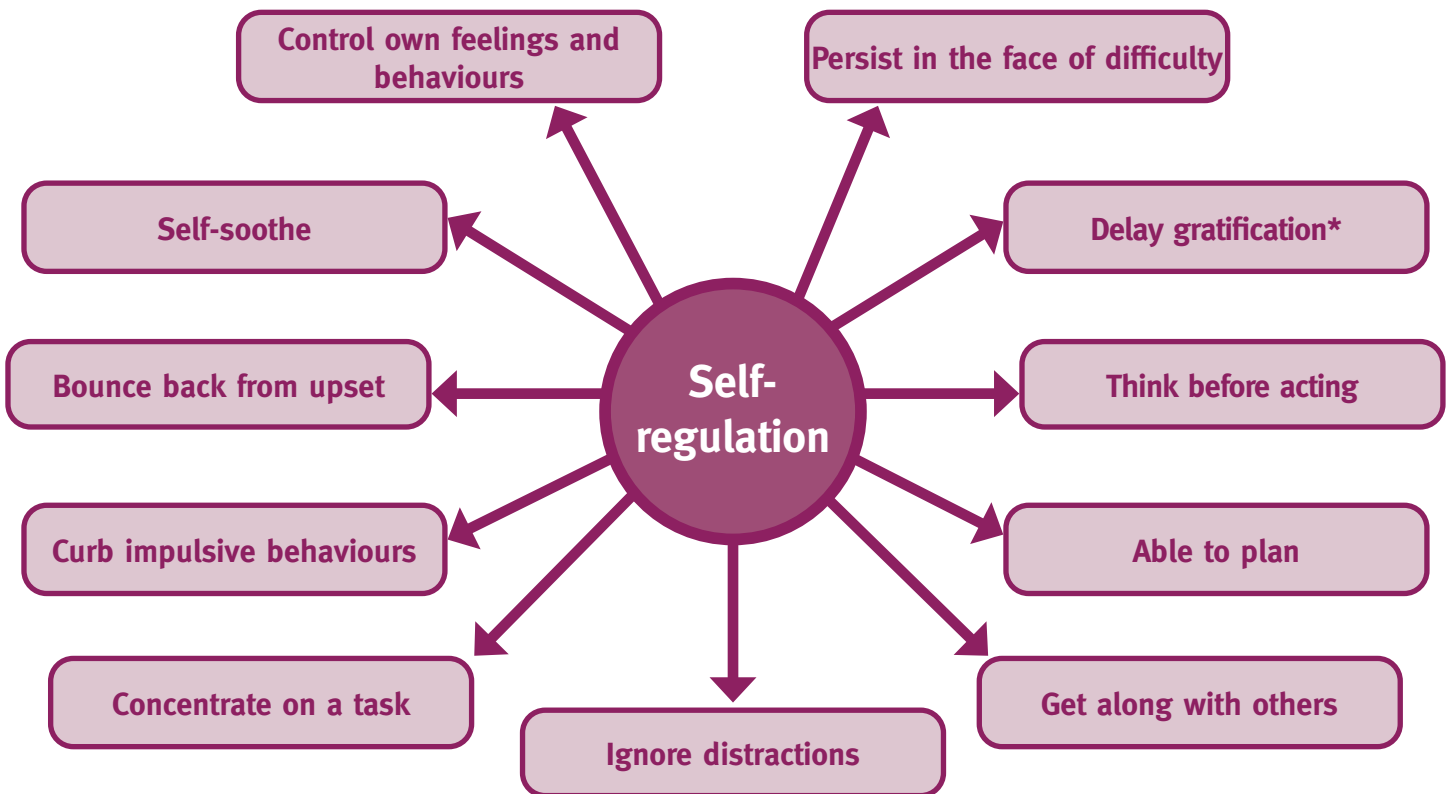 Control own feelings and
behaviours
Persist in the face of difficulty
Self-soothe
Delay gratification*
Bounce back from upset
Self-
regulation
Think before acting
Curb impulsive behaviours
Able to plan
Concentrate on a task
Get along with others
Ignore distractions